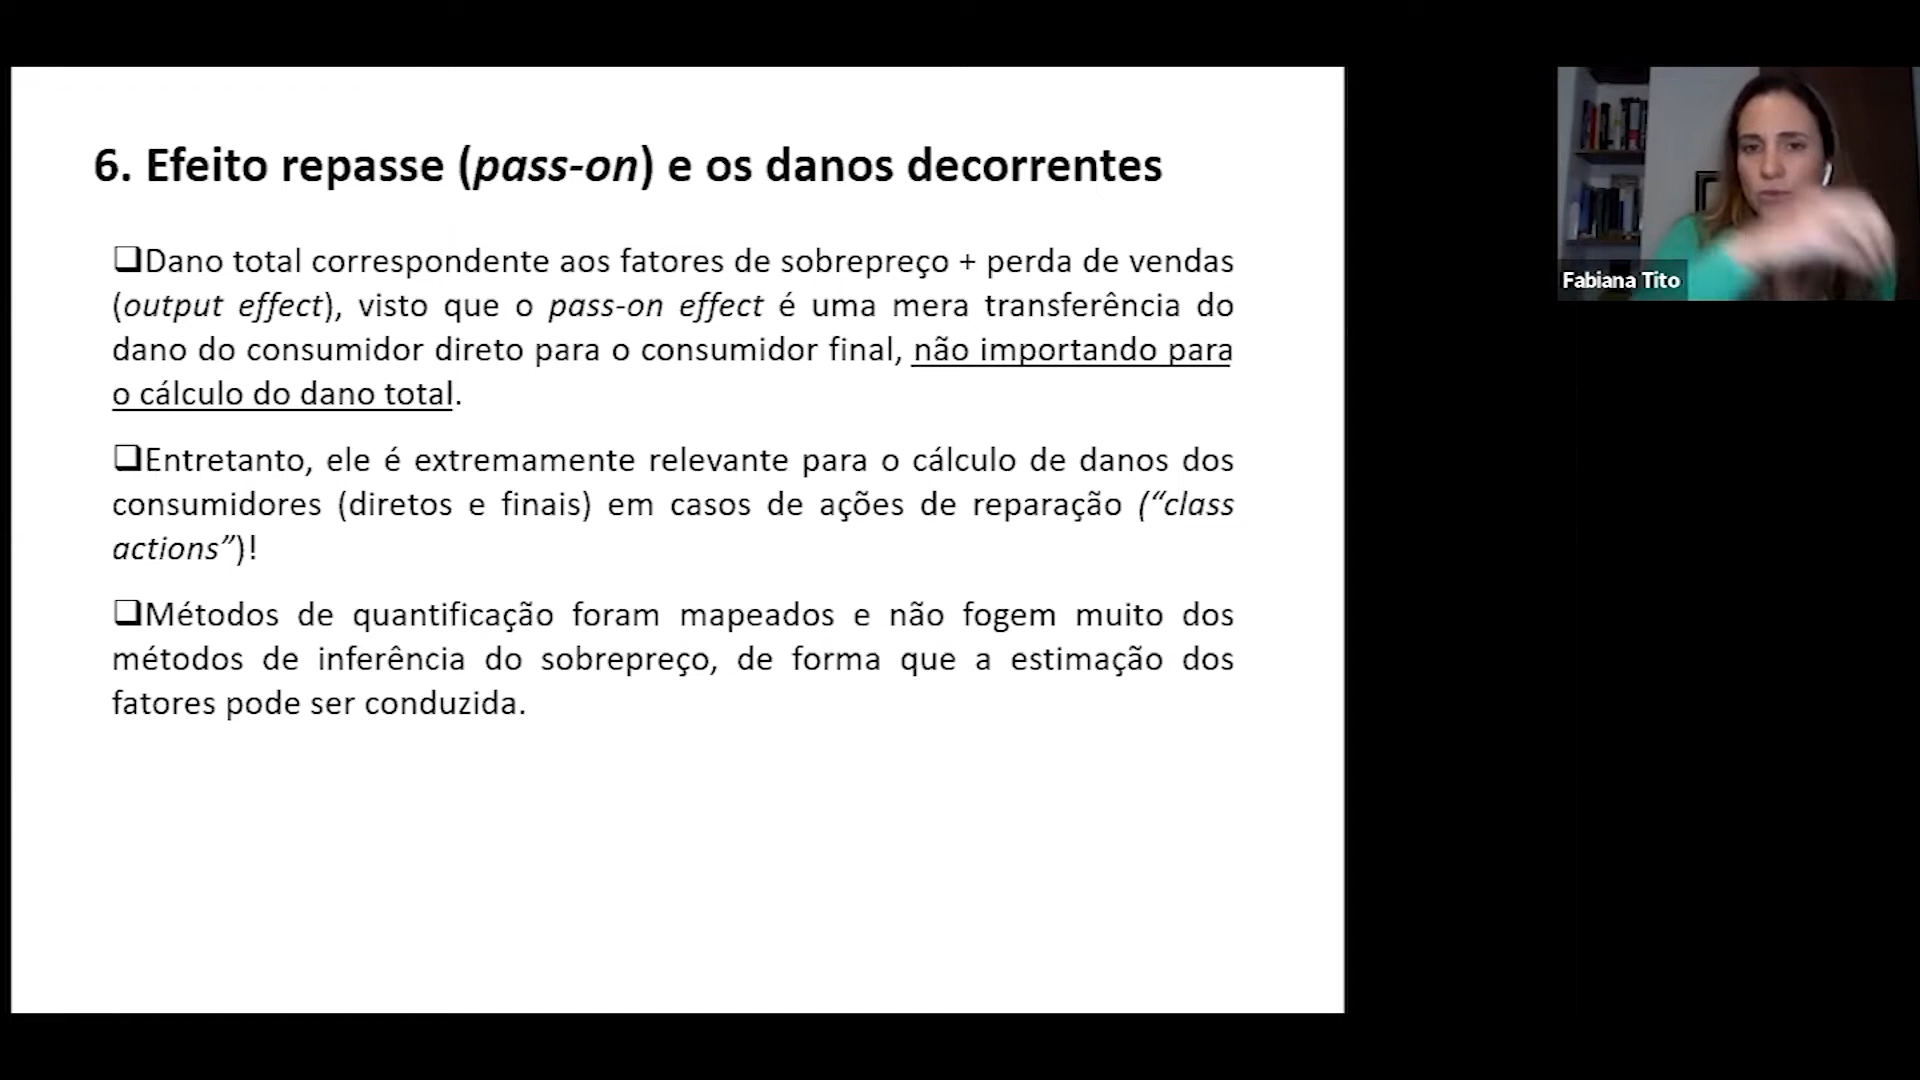 6. Efeito repasse (pass-on) e os danos decorrentes
❑Dano total correspondente aos fatores de sobrepreço + perda de vendas
(output effect), visto que o pass-on effect é uma mera transferência do
dano do consumidor direto para o consumidor final, não importando para
o cálculo do dano total.
❑Entretanto, ele é extremamente relevante para o cálculo de danos dos
consumidores (diretos e finais) em casos de ações de reparação (“class
actions”)!
❑Métodos de quantificação foram mapeados e não fogem muito dos
métodos de inferência do sobrepreço, de forma que a estimação dos
fatores pode ser conduzida.
Fabiana Tito